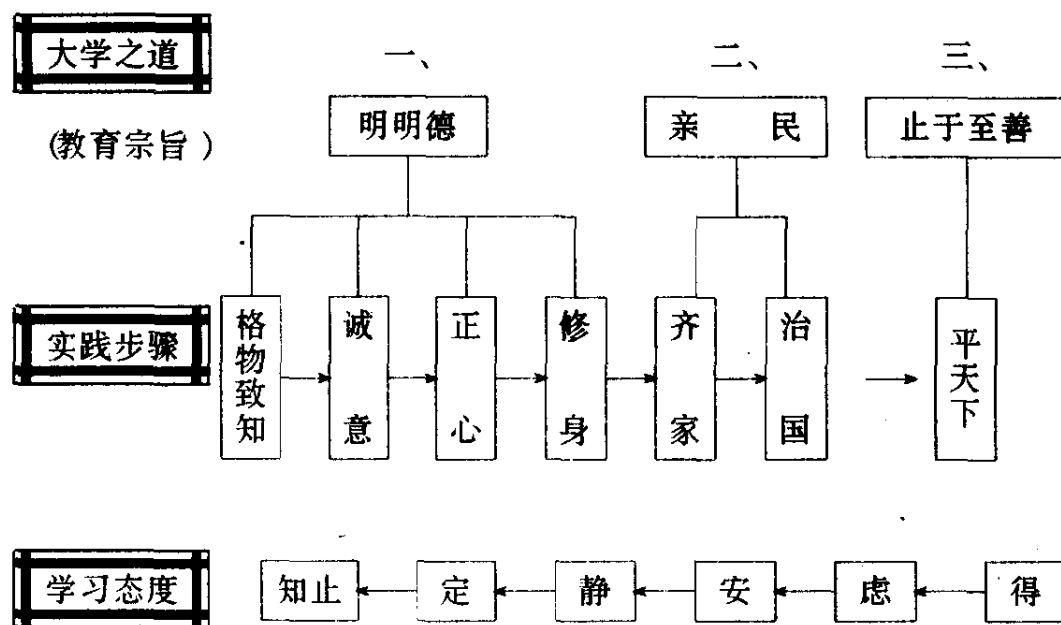 大学之道
(教育宗旨)
一、
二、
三、
明明德
亲 民
止于至善
实践步骤
格物致知
诚意
正心
修身
齐家
治国
平天下
学习态度
知止
定
静
安
虑
得